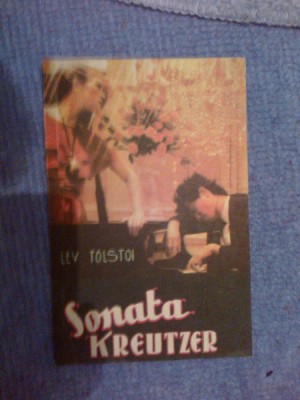 LEV TOLSTOI
Sonata
KREUTZER